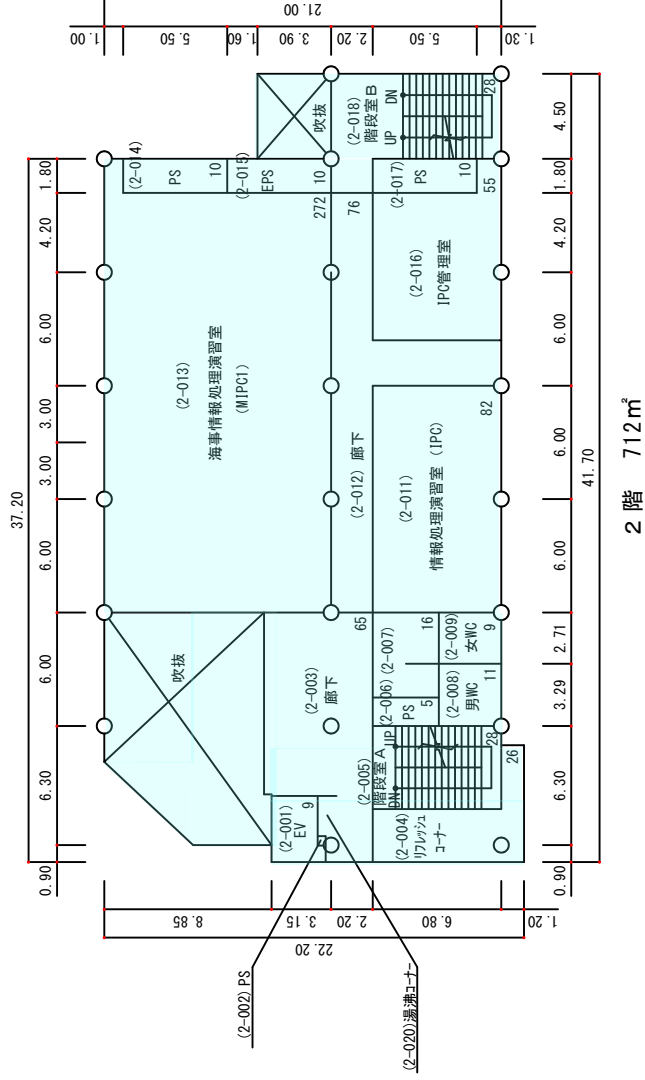 37.20
0.90
6.30
6.00
6.00
3.00
3.00
6.00
4.20
1.80
22.20
8.85
3.15
2.20
6.80
1.20
21.00
1.00
5.50
1.60
3.90
2.20
5.50
1.30
吹抜
(2-001)
EV
9
(2-002) PS
(2-020)湯沸コーナー
(2-003)
廊下
65
(2-004)
リフレッシュ
コーナー
26
(2-005)
階段室A
UP
DN
28
(2-006)
PS
5
(2-007)
16
(2-008)
男WC
11
(2-009)
女WC
9
(2-013)
海事情報処理演習室
(MIPC1)
272
(2-012) 廊下
76
(2-011)
情報処理演習室 (IPC)
82
(2-014)
PS
10
(2-015)
EPS
10
(2-016)
IPC管理室
55
(2-017)
PS
10
吹抜
(2-018)
階段室B
UP
DN
28
6.30
3.29
2.71
6.00
6.00
6.00
4.20
1.80
4.50
41.70
2階 712㎡